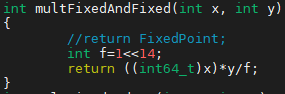 int multFixedAndFixed(int x, int y)
{
        //return FixedPoint;
        int f=1<<14;
        return ((int64_t)x)*y/f;
}